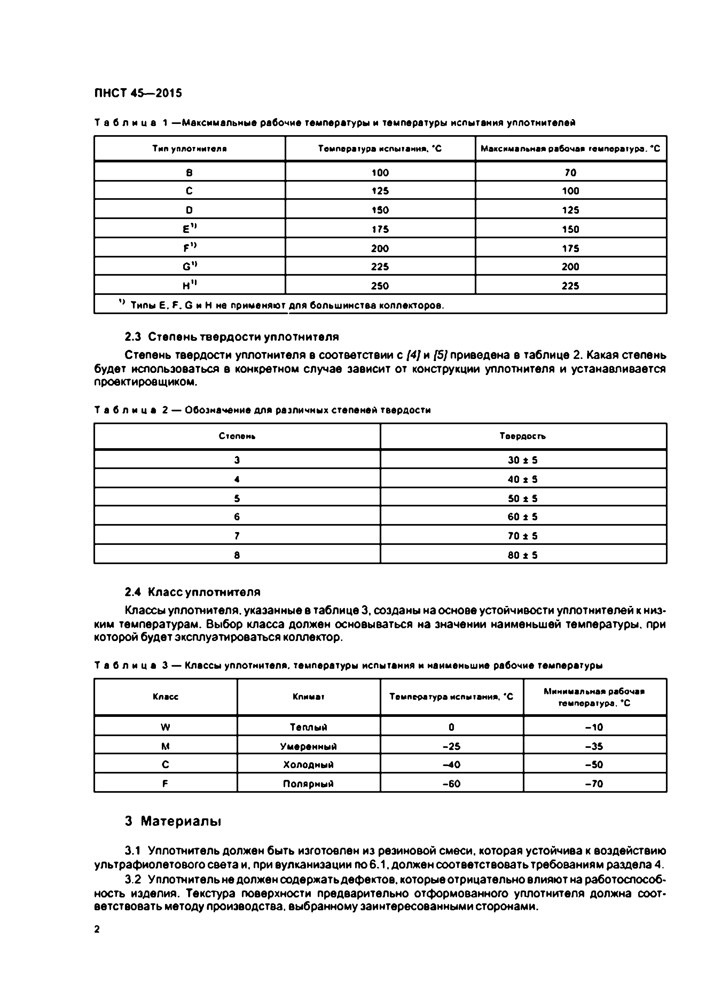 ПНСТ 45—2015
Таблица 1 —Максимальные рабочие температуры и температуры испытания уплотнителей
Тип уплотнителя Температура испытания, °С Максимальная рабочая температура, °С
B 100 70
C 125 100
D 150 125
E¹⁾ 175 150
F¹⁾ 200 175
G¹⁾ 225 200
H¹⁾ 250 225
¹⁾ Типы E, F, G и H не применяют для большинства коллекторов.
2.3 Степень твердости уплотнителя
Степень твердости уплотнителя в соответствии с [4] и [5] приведена в таблице 2. Какая степень
будет использоваться в конкретном случае зависит от конструкции уплотнителя и устанавливается
проектировщиком.
Таблица 2 — Обозначение для различных степеней твердости
Степень Твердость
3 30 ± 5
4 40 ± 5
5 50 ± 5
6 60 ± 5
7 70 ± 5
8 80 ± 5
2.4 Класс уплотнителя
Классы уплотнителя, указанные в таблице 3, созданы на основе устойчивости уплотнителей к низ-
ким температурам. Выбор класса должен основываться на значении наименьшей температуры, при
которой будет эксплуатироваться коллектор.
Таблица 3 — Классы уплотнителя, температуры испытания и наименьшие рабочие температуры
Класс Климат Температура испытания, °С Минимальная рабочая
температура, °С
W Теплый 0 –10
M Умеренный –25 –35
C Холодный –40 –50
F Полярный –60 –70
3 Материалы
3.1 Уплотнитель должен быть изготовлен из резиновой смеси, которая устойчива к воздействию
ультрафиолетового света и, при вулканизации по 6.1, должен соответствовать требованиям раздела 4.
3.2 Уплотнитель не должен содержать дефектов, которые отрицательно влияют на работоспособ-
ность изделия. Текстура поверхности предварительно отформованного уплотнителя должна соот-
ветствовать методу производства, выбранному заинтересованными сторонами.
2